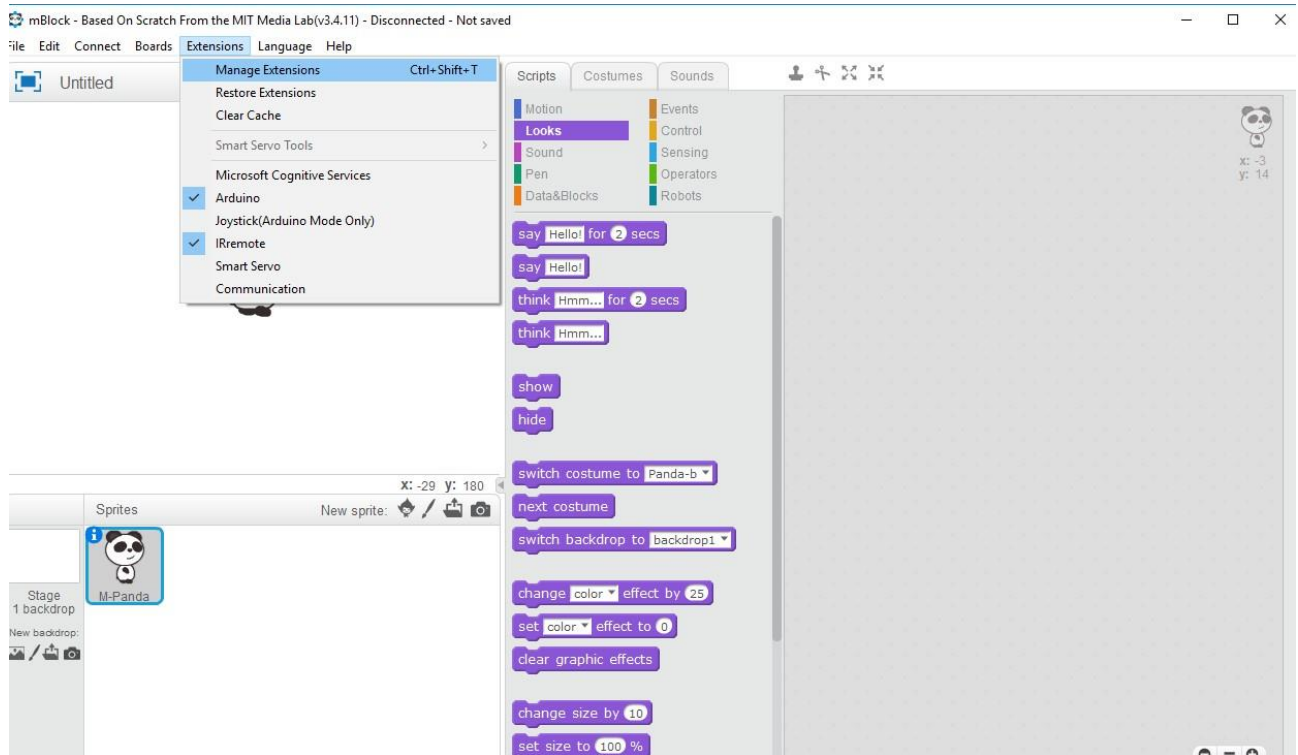 mBlock - Based On Scratch From the MIT Media Lab(v3.4.11) - Disconnected - Not saved
File Edit Connect Boards Extensions Language Help
Untitled
Manage Extensions Ctrl+Shift+T
Restore Extensions
Clear Cache
Smart Servo Tools
Microsoft Cognitive Services
Arduino
Joystick(Arduino Mode Only)
IRremote
Smart Servo
Communication
X: -29 Y: 180
Sprites New sprite:
M-Panda
Stage
1 backdrop
New backdrop:
Scripts Costumes Sounds
Motion Events
Looks Control
Sound Sensing
Pen Operators
Data&Blocks Robots
say Hello! for 2 secs
say Hello!
think Hmm... for 2 secs
think Hmm...
show
hide
switch costume to Panda-b
next costume
switch backdrop to backdrop1
change color effect by 25
set color effect to 0
clear graphic effects
change size by 10
set size to 100 %
x: -3
y: 14